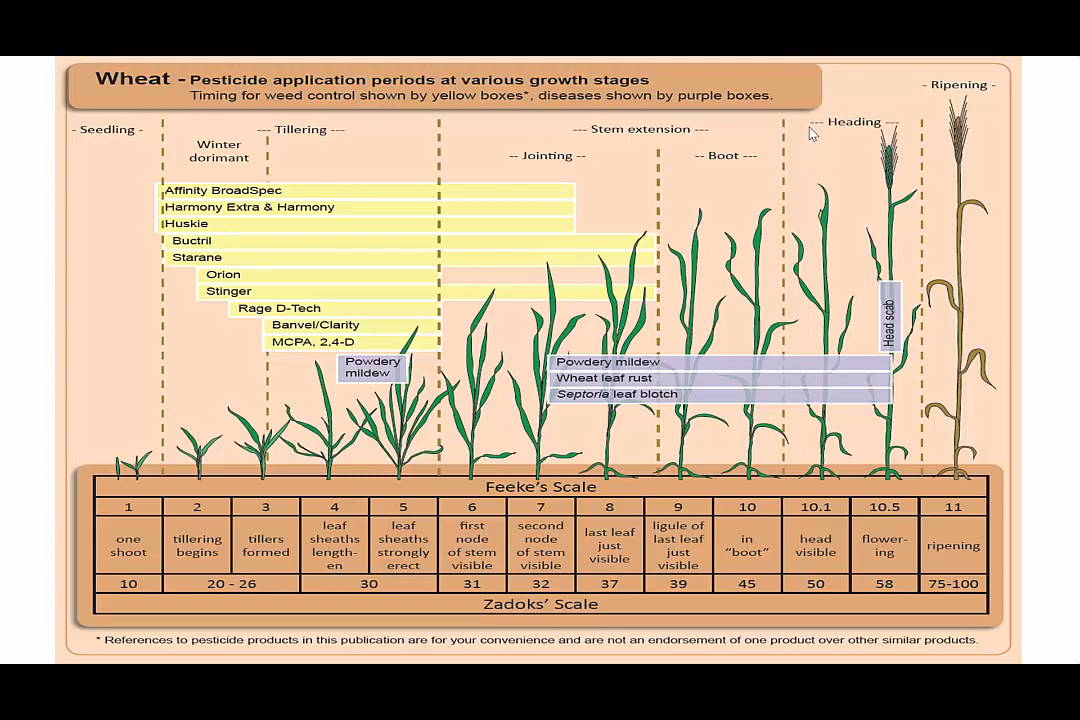 Wheat - Pesticide application periods at various growth stages
Timing for weed control shown by yellow boxes*, diseases shown by purple boxes.
- Seedling -
--- Tillering ---
--- Stem extension ---
--- Heading ---
- Ripening -
Winter
dorimant
-- Jointing --
-- Boot ---
Affinity BroadSpec
Harmony Extra & Harmony
Huskie
Buctril
Starane
Orion
Stinger
Rage D-Tech
Banvel/Clarity
MCPA, 2,4-D
Powdery
mildew
Powdery mildew
Wheat leaf rust
Septoria leaf blotch
Head scab
Feeke's Scale
1 2 3 4 5 6 7 8 9 10 10.1 10.5 11
one
shoot
tillering
begins
tillers
formed
leaf
sheaths
length-
en
leaf
sheaths
strongly
erect
first
node
of stem
visible
second
node
of stem
visible
last leaf
just
visible
ligule of
last leaf
just
visible
in
"boot"
head
visible
flower-
ing
ripening
10 20 - 26 30 31 32 37 39 45 50 58 75-100
Zadoks' Scale
* References to pesticide products in this publication are for your convenience and are not an endorsement of one product over other similar products.